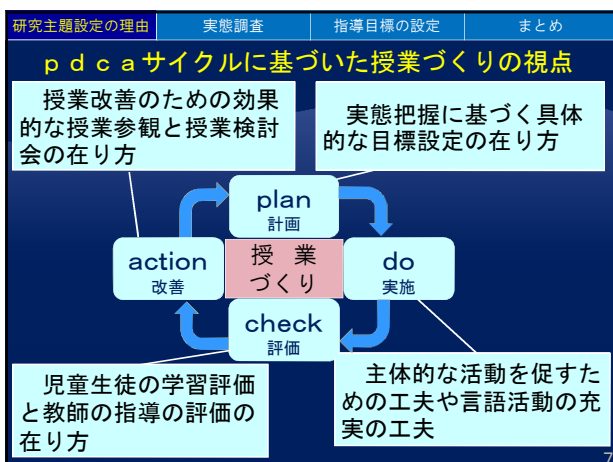 研究主題設定の理由
実態調査
指導目標の設定
まとめ
ｐｄｃａサイクルに基づいた授業づくりの視点
授業改善のための効果
的な授業参観と授業検討
会の在り方
実態把握に基づく具体
的な目標設定の在り方
plan
計画
action
改善
授 業
づくり
do
実施
check
評価
児童生徒の学習評価
と教師の指導の評価の
在り方
主体的な活動を促すた
めの工夫や言語活動の充
実の工夫
7